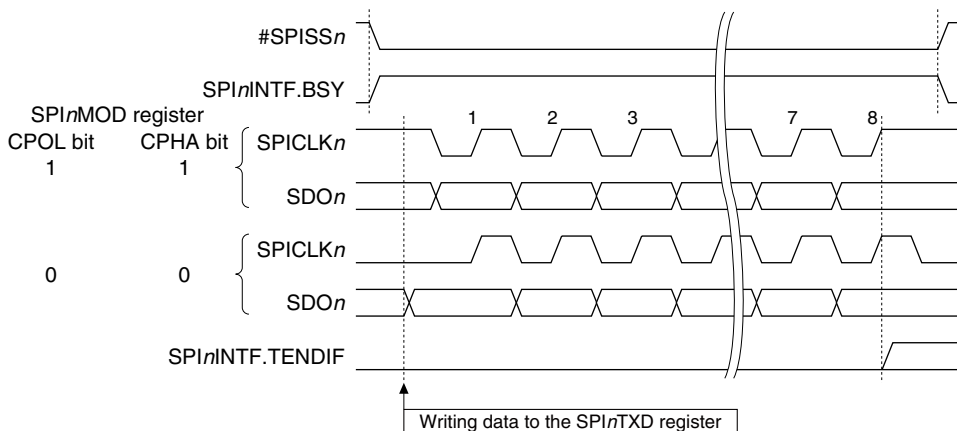 #SPISSn
SPInINTF.BSY
SPInMOD register
CPOL bit CPHA bit
1 1
SPICLKn
1 2 3 7 8
SDOn
0 0
SPICLKn
SDOn
SPInINTF.TENDIF
Writing data to the SPInTXD register